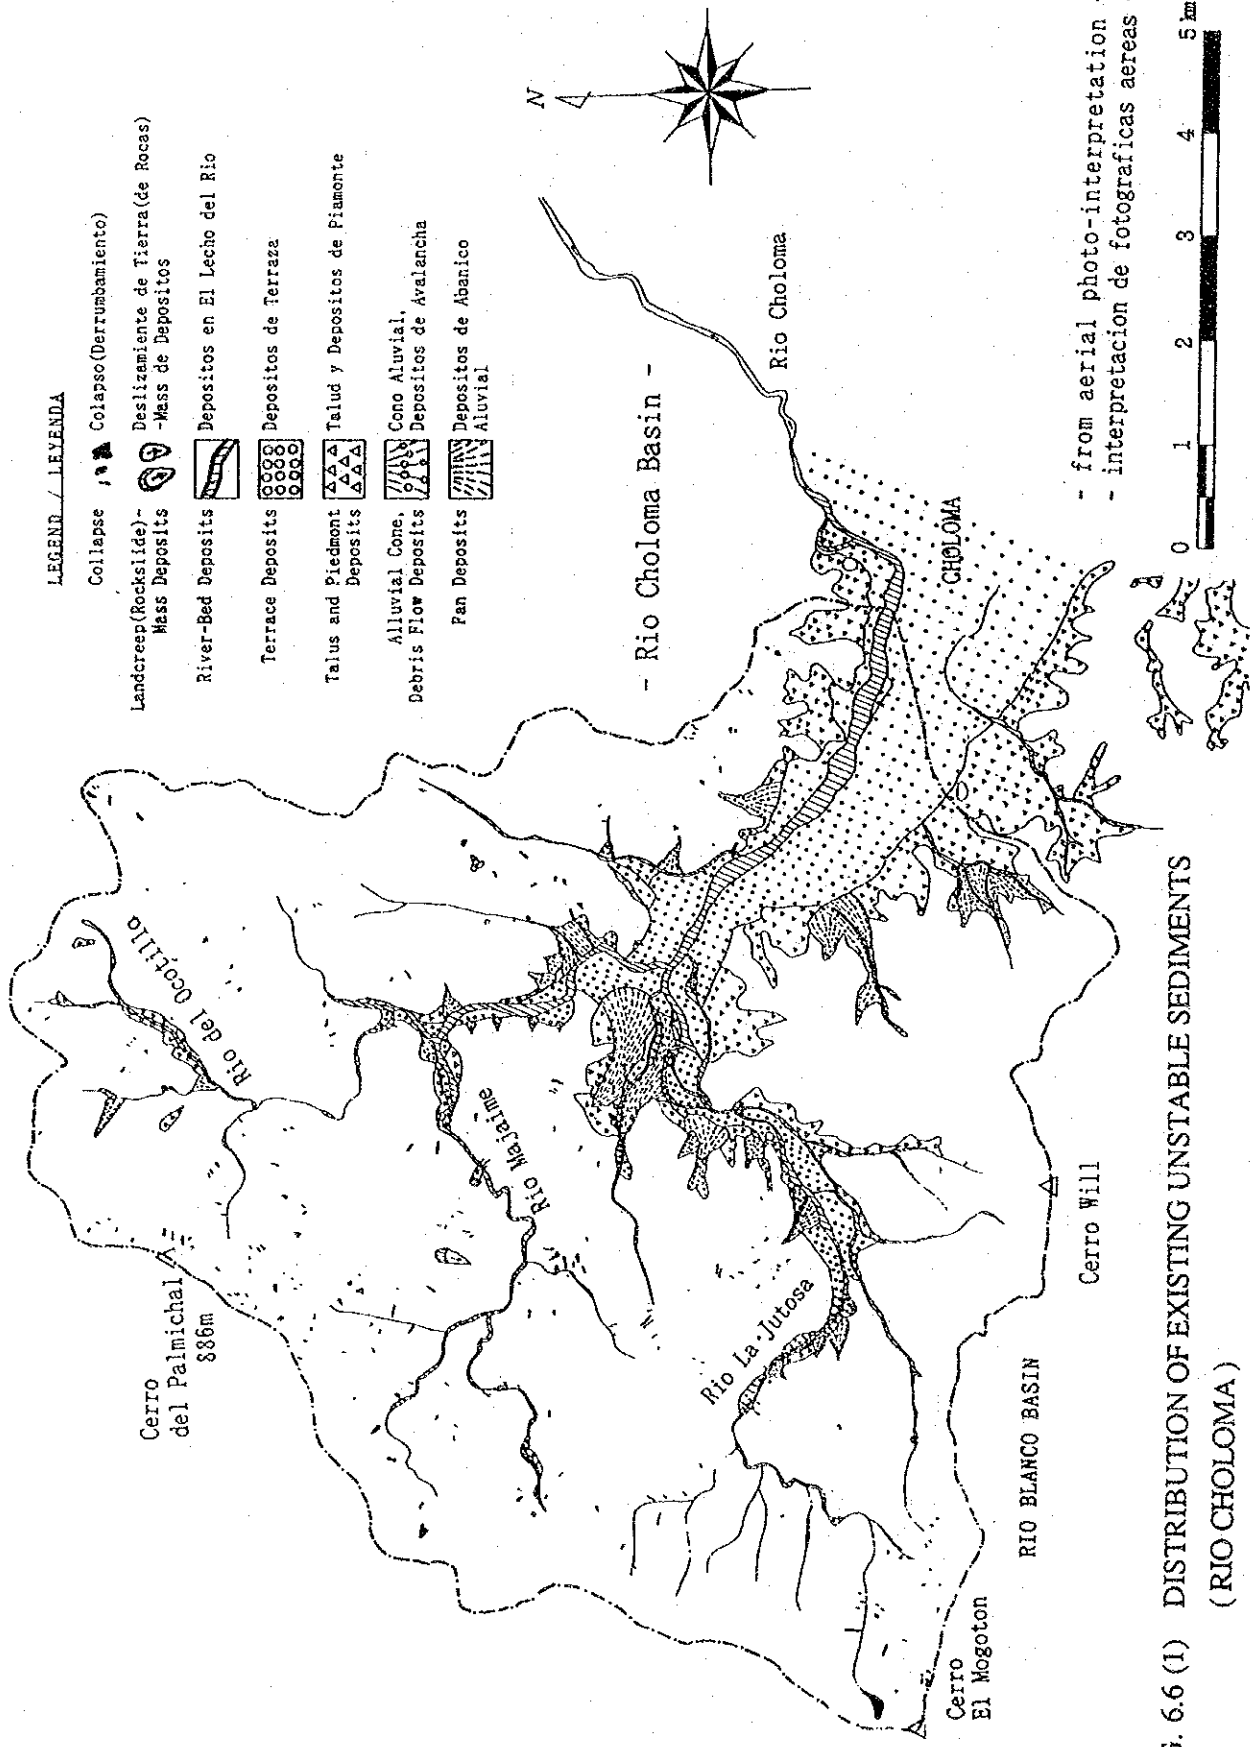 LEGEND / LEYENDA
Collapse Colapso(Derrumbamiento)
Landcreep(Rockslide)- Deslizamiente de Tierra(de Rocas)
Mass Deposits -Mass de Depositos
River-Bed Deposits Depositos en El Lecho del Rio
Terrace Deposits Depositos de Terraza
Talus and Piedmont Talud y Depositos de Piamonte
Deposits
Alluvial Cone, Cono Aluvial,
Debris Flow Deposits Depositos de Avalancha
Fan Deposits Depositos de Abanico
Aluvial
N
- Rio Choloma Basin -
Rio Choloma
CHOLOMA
Rio del Ocotillo
Rio Majaime
Rio La Jutosa
Cerro
del Palmichal
886m
Cerro Will
RIO BLANCO BASIN
Cerro
El Mogoton
- from aerial photo-interpretation -
- interpretacion de fotograficas aereas
0 1 2 3 4 5 km
6.6 (1) DISTRIBUTION OF EXISTING UNSTABLE SEDIMENTS
(RIO CHOLOMA)